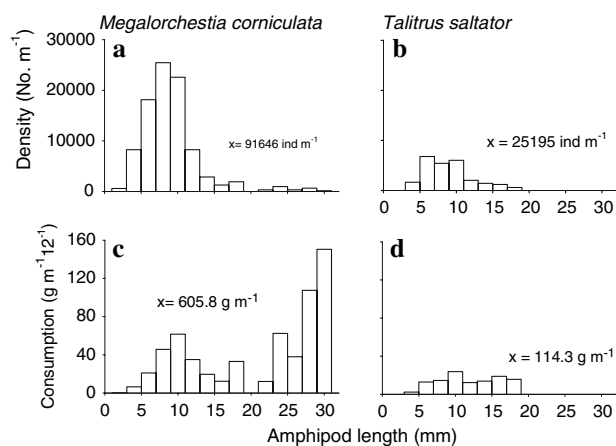 Megalorchestia corniculata
Talitrus saltator
Density (No. m⁻¹)
30000
20000
10000
0
a
x= 91646 ind m⁻¹
b
x = 25195 ind m⁻¹
0 5 10 15 20 25 30
Consumption (g m⁻¹12⁻¹)
160
120
80
40
0
c
x= 605.8 g m⁻¹
d
x = 114.3 g m⁻¹
0 5 10 15 20 25 30
0 5 10 15 20 25 30
Amphipod length (mm)